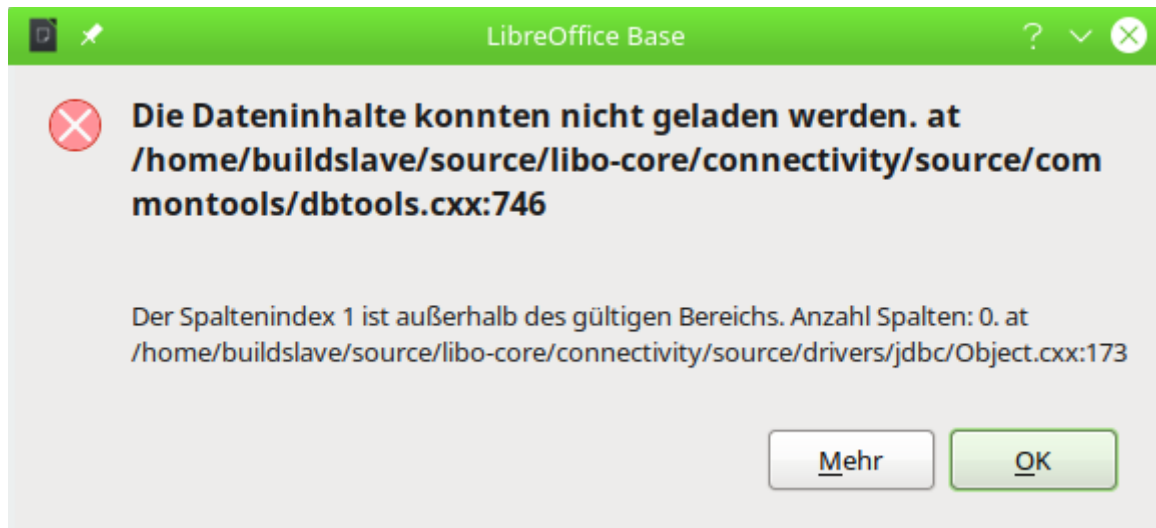 LibreOffice Base
Die Dateninhalte konnten nicht geladen werden. at
/home/buildslave/source/libo-core/connectivity/source/com
montools/dbtools.cxx:746
Der Spaltenindex 1 ist außerhalb des gültigen Bereichs. Anzahl Spalten: 0. at
/home/buildslave/source/libo-core/connectivity/source/drivers/jdbc/Object.cxx:173
Mehr
OK